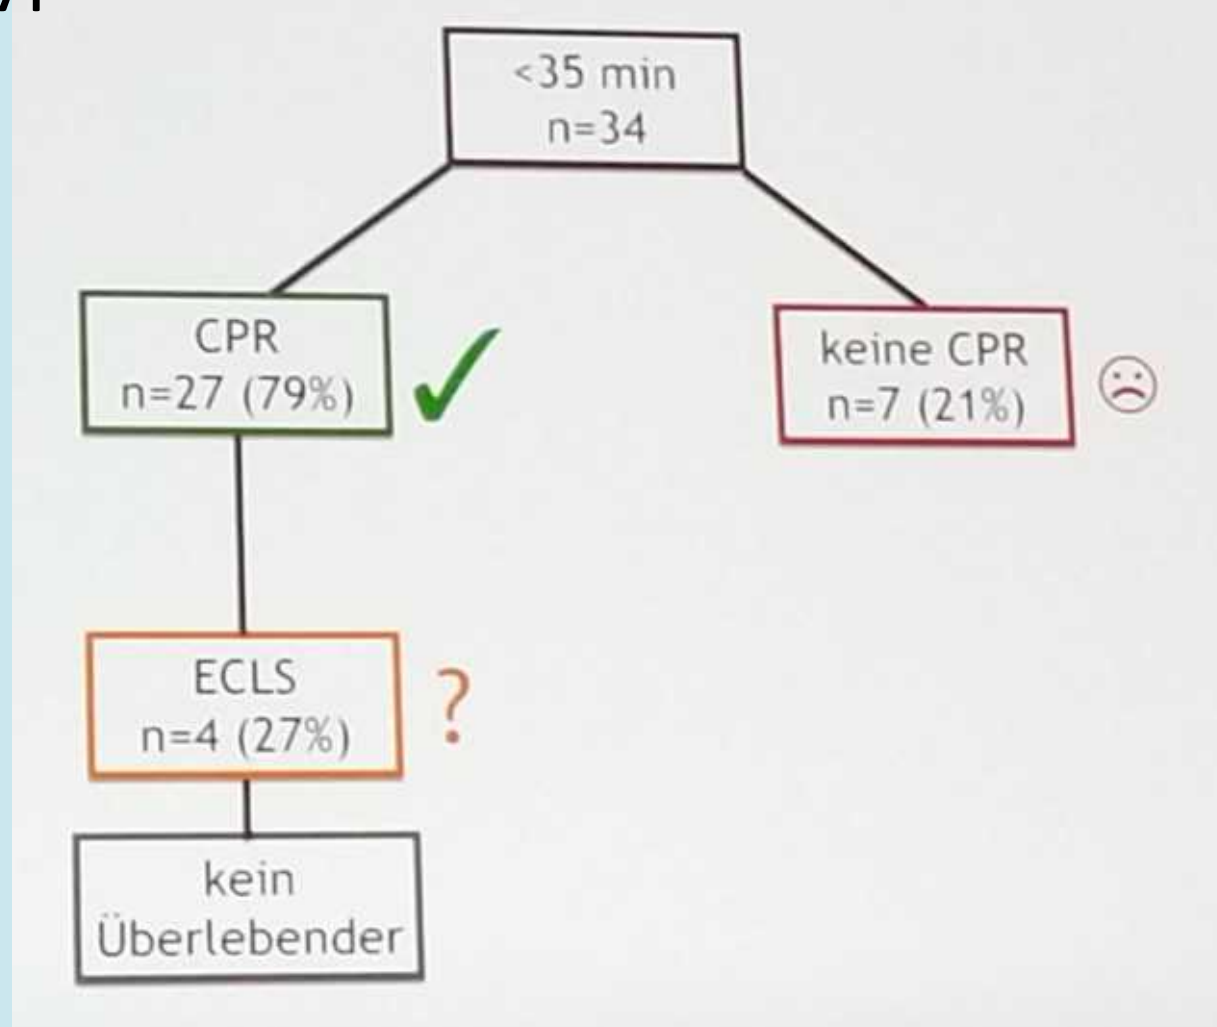 <35 min
n=34
CPR
n=27 (79%)
keine CPR
n=7 (21%)
ECLS
n=4 (27%)
?
kein
Überlebender